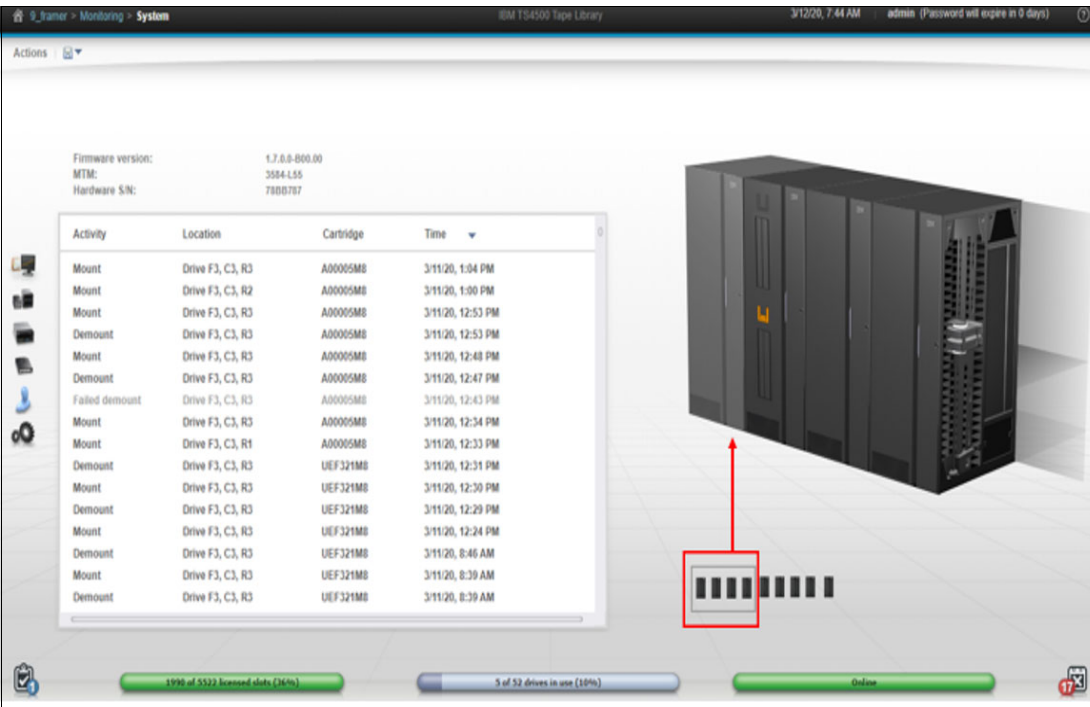 9_framer > Monitoring > System IBM TS4500 Tape Library 3/12/20, 7:44 AM admin (Password will expire in 0 days) ?
Actions
Firmware version: 1.7.0.0-B00.00
MTM: 3584-L55
Hardware S/N: 78BB787
Activity Location Cartridge Time
Mount Drive F3, C3, R3 A00005M8 3/11/20, 1:04 PM
Mount Drive F3, C3, R2 A00005M8 3/11/20, 1:00 PM
Mount Drive F3, C3, R3 A00005M8 3/11/20, 12:53 PM
Demount Drive F3, C3, R3 A00005M8 3/11/20, 12:53 PM
Mount Drive F3, C3, R3 A00005M8 3/11/20, 12:48 PM
Demount Drive F3, C3, R3 A00005M8 3/11/20, 12:47 PM
Failed demount Drive F3, C3, R3 A00005M8 3/11/20, 12:43 PM
Mount Drive F3, C3, R3 A00005M8 3/11/20, 12:34 PM
Mount Drive F3, C3, R1 A00005M8 3/11/20, 12:33 PM
Demount Drive F3, C3, R3 UEF321M8 3/11/20, 12:31 PM
Mount Drive F3, C3, R3 UEF321M8 3/11/20, 12:30 PM
Demount Drive F3, C3, R3 UEF321M8 3/11/20, 12:29 PM
Mount Drive F3, C3, R3 UEF321M8 3/11/20, 12:24 PM
Demount Drive F3, C3, R3 UEF321M8 3/11/20, 8:46 AM
Mount Drive F3, C3, R3 UEF321M8 3/11/20, 8:39 AM
Demount Drive F3, C3, R3 UEF321M8 3/11/20, 8:39 AM
1 1990 of 5522 licensed slots (36%) 5 of 52 drives in use (10%) Online 17